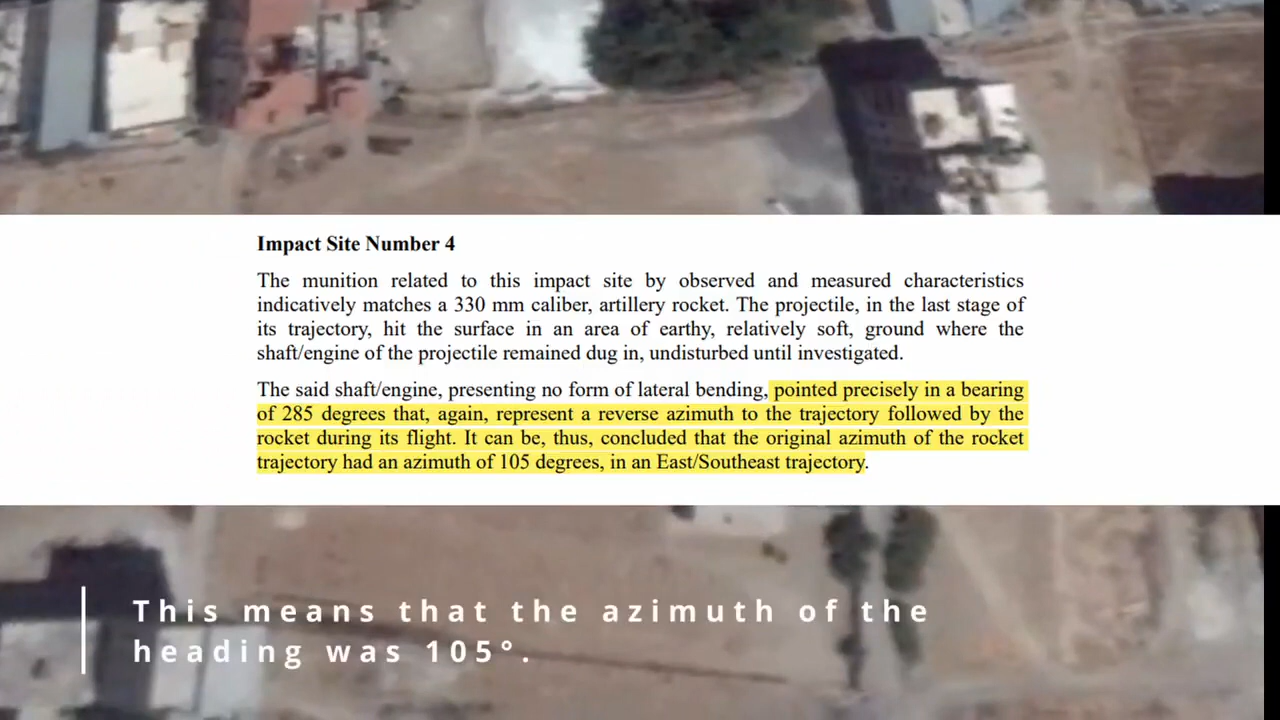 Impact Site Number 4
The munition related to this impact site by observed and measured characteristics
indicatively matches a 330 mm caliber, artillery rocket. The projectile, in the last stage of
its trajectory, hit the surface in an area of earthy, relatively soft, ground where the
shaft/engine of the projectile remained dug in, undisturbed until investigated.
The said shaft/engine, presenting no form of lateral bending, pointed precisely in a bearing
of 285 degrees that, again, represent a reverse azimuth to the trajectory followed by the
rocket during its flight. It can be, thus, concluded that the original azimuth of the rocket
trajectory had an azimuth of 105 degrees, in an East/Southeast trajectory.
This means that the azimuth of the
heading was 105°.